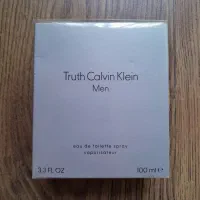 Truth Calvin Klein
Men
eau de toilette spray
vaporisateur
3.3 FL OZ 100 ml ℮